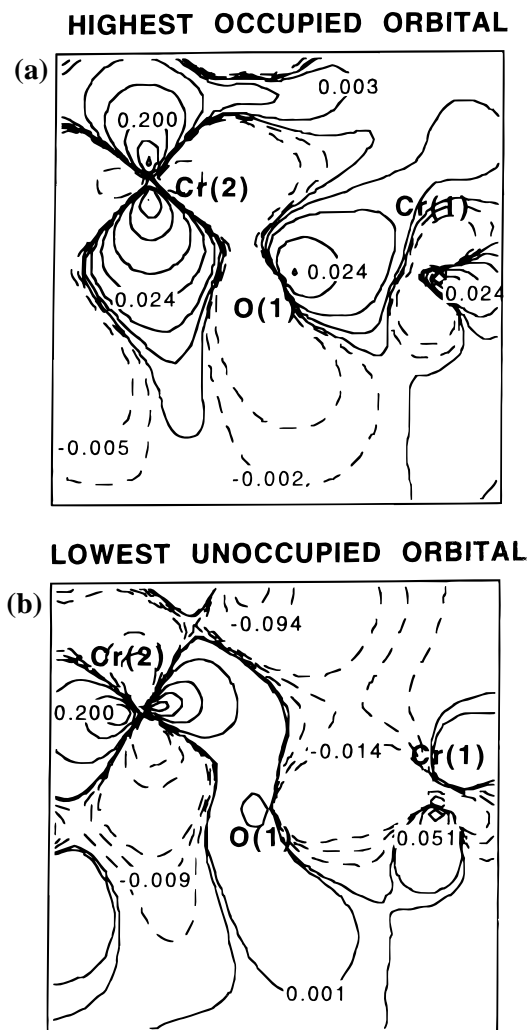 HIGHEST OCCUPIED ORBITAL
(a)
0.003
0.200
Cr(2)
Cr(1)
0.024
0.024
0.024
O(1)
-0.005
-0.002
LOWEST UNOCCUPIED ORBITAL
(b)
-0.094
Cr(2)
0.200
-0.014
Cr(1)
O(1)
0.051
-0.009
0.001